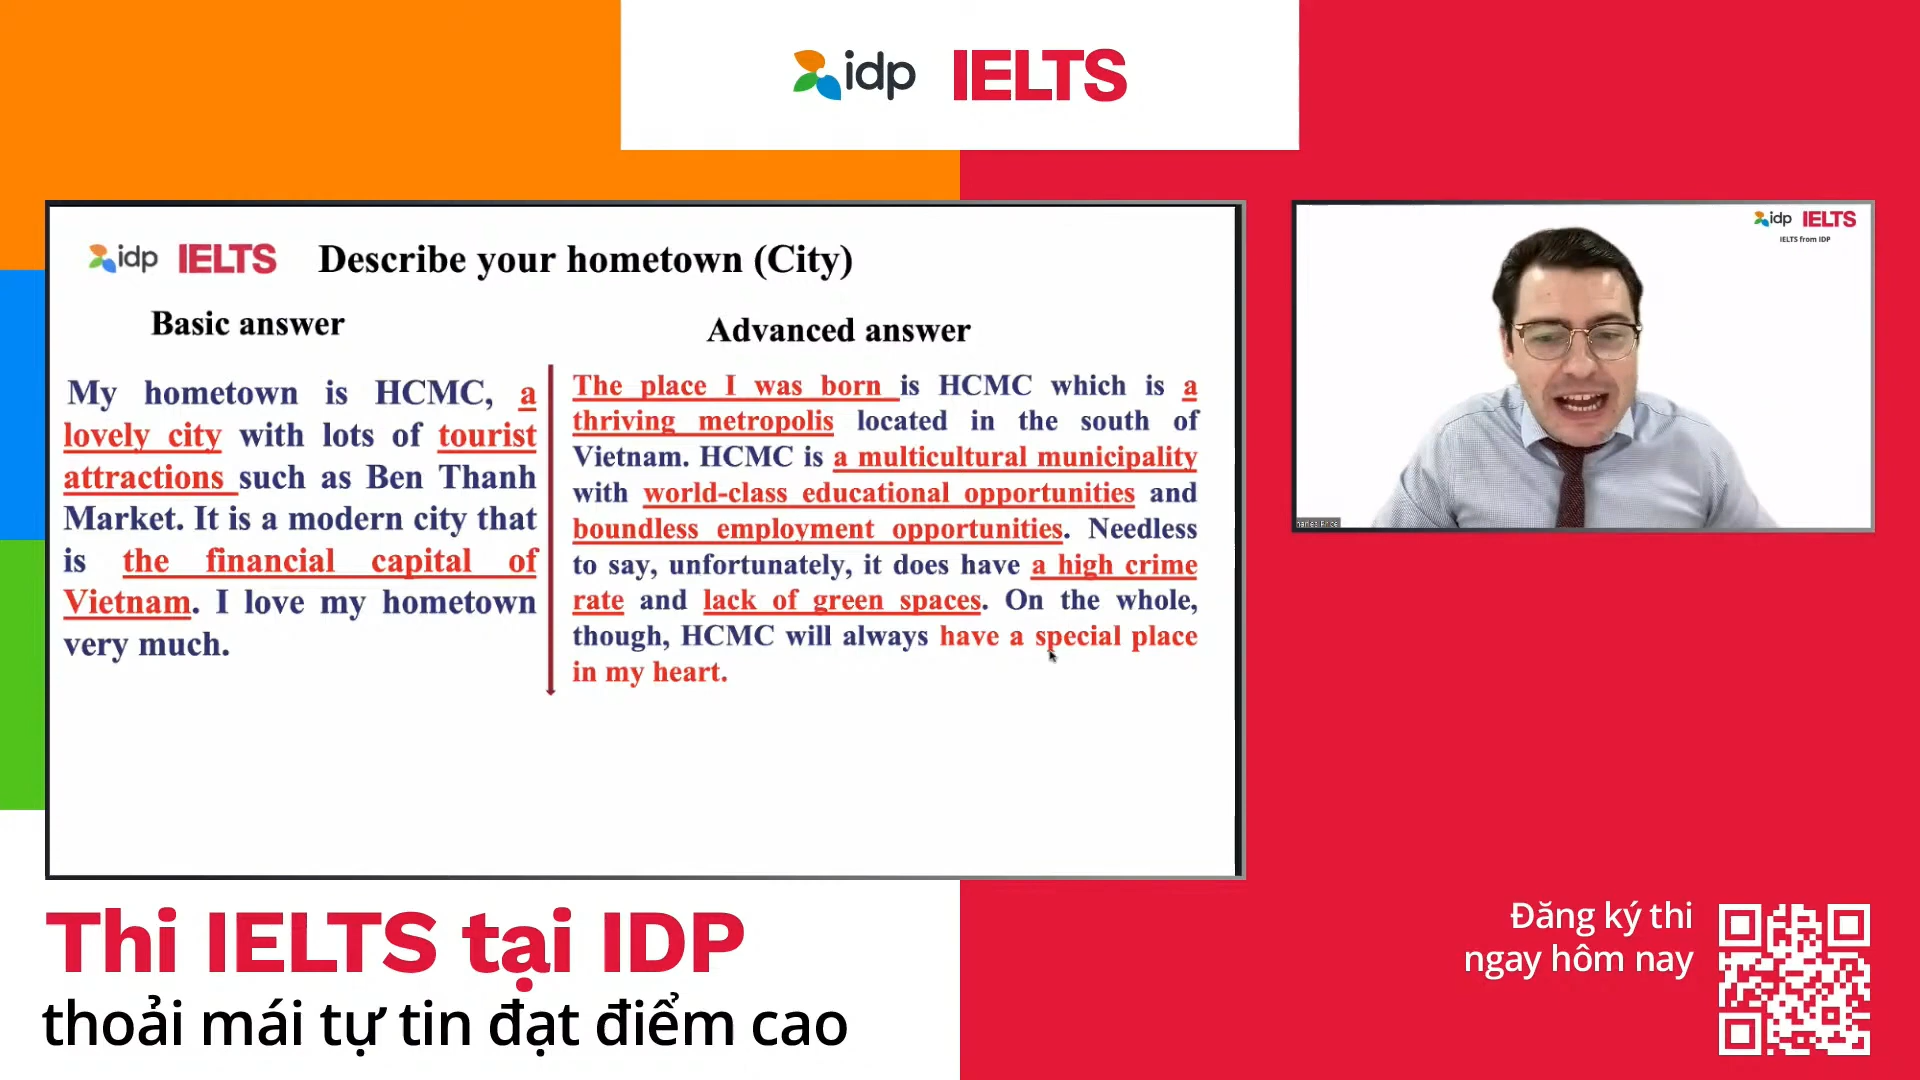 idp IELTS
idp IELTS Describe your hometown (City)
Basic answer
My hometown is HCMC, a
lovely city with lots of tourist
attractions such as Ben Thanh
Market. It is a modern city that
is the financial capital of
Vietnam. I love my hometown
very much.
Advanced answer
The place I was born is HCMC which is a
thriving metropolis located in the south of
Vietnam. HCMC is a multicultural municipality
with world-class educational opportunities and
boundless employment opportunities. Needless
to say, unfortunately, it does have a high crime
rate and lack of green spaces. On the whole,
though, HCMC will always have a special place
in my heart.
idp IELTS
IELTS from IDP
Thi IELTS tại IDP
thoải mái tự tin đạt điểm cao
Đăng ký thi
ngay hôm nay